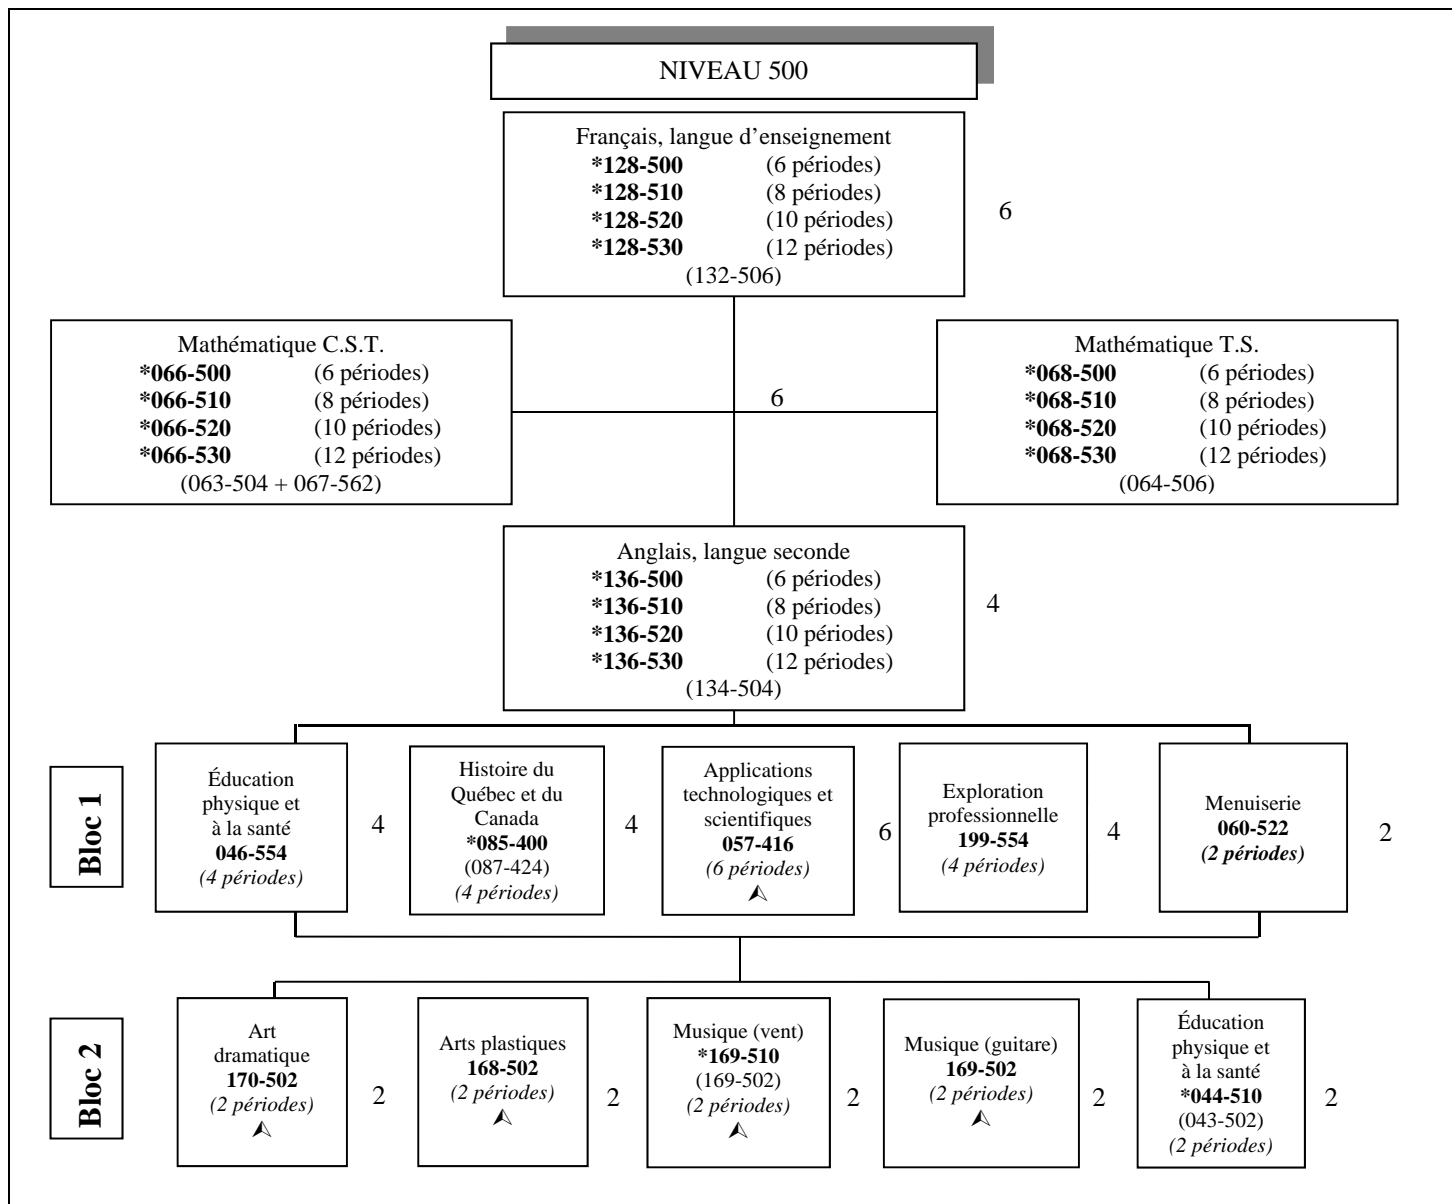 NIVEAU 500
Français, langue d'enseignement
*128-500 (6 périodes)
*128-510 (8 périodes)
*128-520 (10 périodes)
*128-530 (12 périodes)
(132-506)
6
Mathématique C.S.T.
*066-500 (6 périodes)
*066-510 (8 périodes)
*066-520 (10 périodes)
*066-530 (12 périodes)
(063-504 + 067-562)
6
Mathématique T.S.
*068-500 (6 périodes)
*068-510 (8 périodes)
*068-520 (10 périodes)
*068-530 (12 périodes)
(064-506)
Anglais, langue seconde
*136-500 (6 périodes)
*136-510 (8 périodes)
*136-520 (10 périodes)
*136-530 (12 périodes)
(134-504)
4
Bloc 1
Éducation
physique et
à la santé
046-554
(4 périodes)
4
Histoire du
Québec et du
Canada
*085-400
(087-424)
(4 périodes)
4
Applications
technologiques et
scientifiques
057-416
(6 périodes)
6
Exploration
professionnelle
199-554
(4 périodes)
4
Menuiserie
060-522
(2 périodes)
2
Bloc 2
Art
dramatique
170-502
(2 périodes)
2
Arts plastiques
168-502
(2 périodes)
2
Musique (vent)
*169-510
(169-502)
(2 périodes)
2
Musique (guitare)
169-502
(2 périodes)
2
Éducation
physique et
à la santé
*044-510
(043-502)
(2 périodes)
2